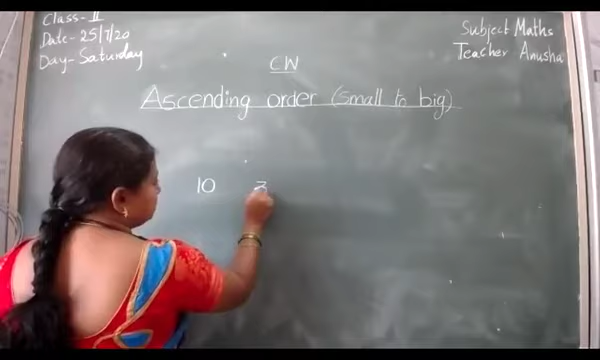 Class- II
Date- 25/7/20
Day- Saturday
Subject Maths
Teacher Anusha
CW
Ascending order (small to big)
10